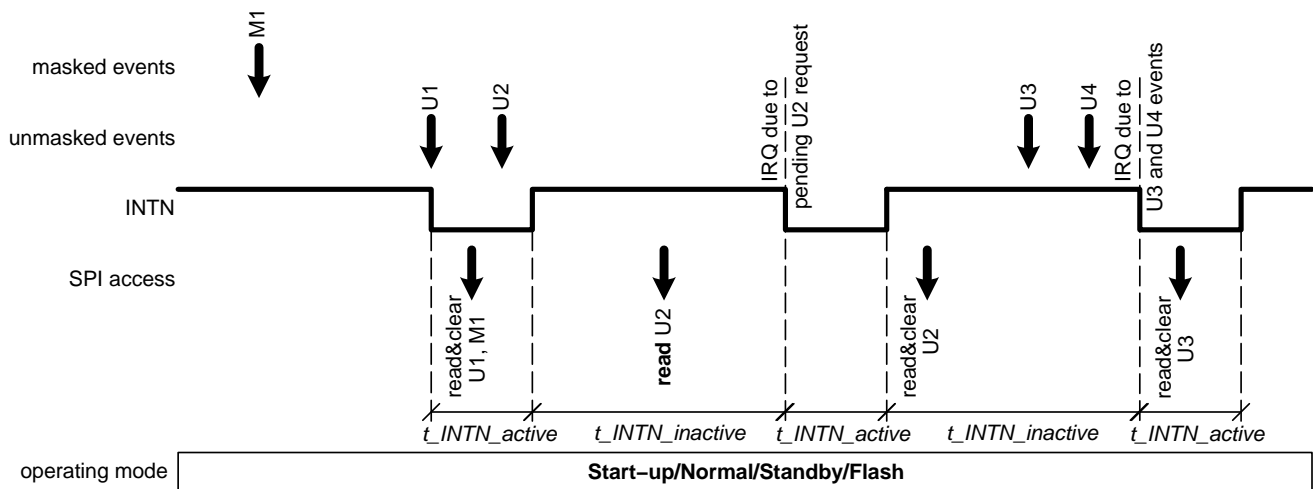 masked events
M1
unmasked events
U1
U2
IRQ due to
pending U2 request
U3
U4
IRQ due to
U3 and U4 events
INTN
SPI access
read&clear
U1, M1
read U2
read&clear
U2
read&clear
U3
t_INTN_active
t_INTN_inactive
t_INTN_active
t_INTN_inactive
t_INTN_active
operating mode
Start−up/Normal/Standby/Flash